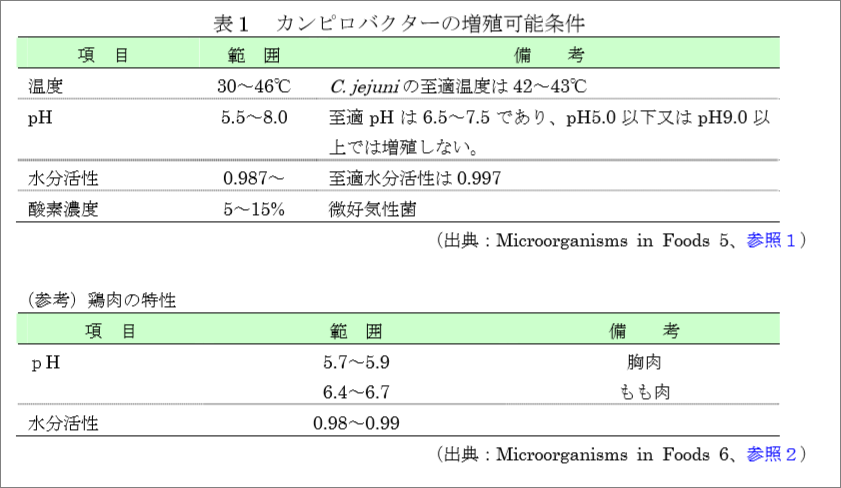 表１　カンピロバクターの増殖可能条件
項　目　範　囲　備　　考
温度　30～46℃　C. jejuniの至適温度は 42～43℃
pH　5.5～8.0　至適 pH は 6.5～7.5 であり、pH5.0 以下又は pH9.0 以
上では増殖しない。
水分活性　0.987～　至適水分活性は 0.997
酸素濃度　5～15%　微好気性菌
（出典：Microorganisms in Foods 5、参照１）
（参考）鶏肉の特性
項　目　範　囲　備　　考
ｐH　5.7～5.9　胸肉
6.4～6.7　もも肉
水分活性　0.98～0.99
（出典：Microorganisms in Foods 6、参照２）